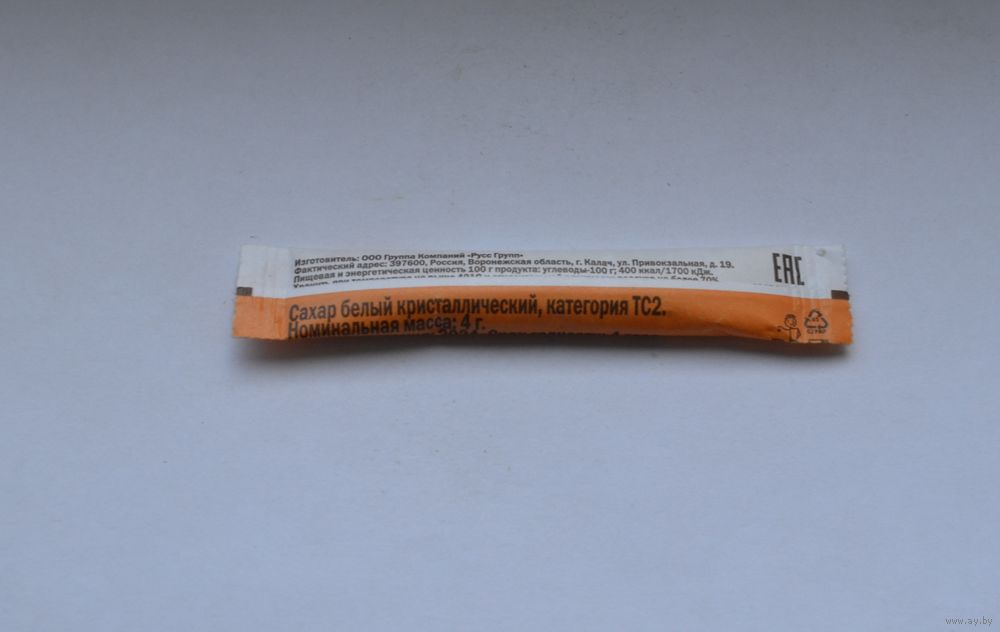 Изготовитель: ООО Группа Компаний «Русс Групп»
Фактический адрес: 397600, Россия, Воронежская область, г. Калач, ул. Привокзальная, д. 19.
Пищевая и энергетическая ценность 100 г продукта: углеводы-100 г; 400 ккал/1700 кДж.
EAC
Сахар белый кристаллический, категория ТС2.
Номинальная масса: 4 г.
www.ay.by